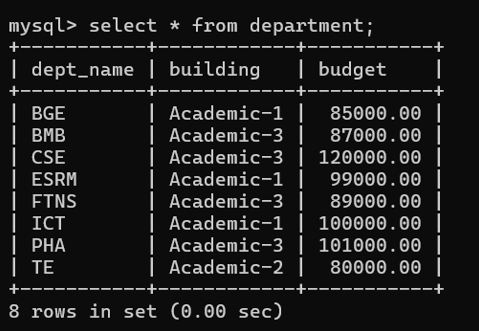 mysql> select * from department;
+-----------+------------+-----------+
| dept_name | building   | budget    |
+-----------+------------+-----------+
| BGE       | Academic-1 |  85000.00 |
| BMB       | Academic-3 |  87000.00 |
| CSE       | Academic-3 | 120000.00 |
| ESRM      | Academic-1 |  99000.00 |
| FTNS      | Academic-3 |  89000.00 |
| ICT       | Academic-1 | 100000.00 |
| PHA       | Academic-3 | 101000.00 |
| TE        | Academic-2 |  80000.00 |
+-----------+------------+-----------+
8 rows in set (0.00 sec)